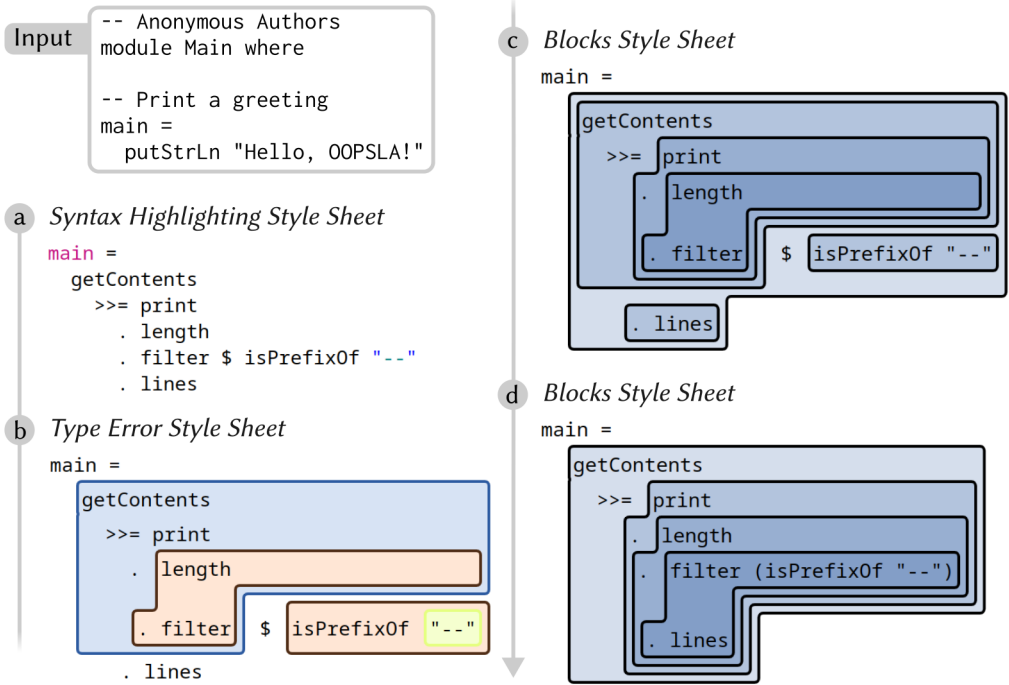 Input
-- Anonymous Authors
module Main where
-- Print a greeting
main =
putStrLn "Hello, OOPSLA!"
a Syntax Highlighting Style Sheet
main =
getContents
>>= print
. length
. filter $ isPrefixOf "--"
. lines
b Type Error Style Sheet
main =
getContents
>>= print
. length
. filter $ isPrefixOf "--"
. lines
c Blocks Style Sheet
main =
getContents
>>= print
. length
. filter $ isPrefixOf "--"
. lines
d Blocks Style Sheet
main =
getContents
>>= print
. length
. filter (isPrefixOf "--")
. lines